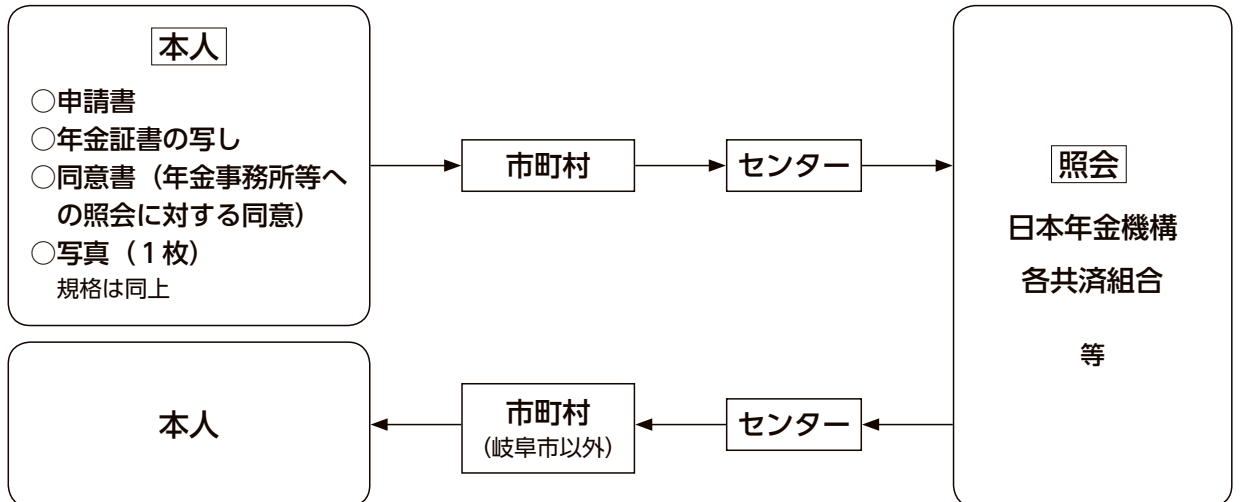 本人
○申請書
○年金証書の写し
○同意書（年金事務所等へ
の照会に対する同意）
○写真（1枚）
規格は同上
市町村
センター
照会
日本年金機構
各共済組合
等
本人
市町村
（岐阜市以外）
センター